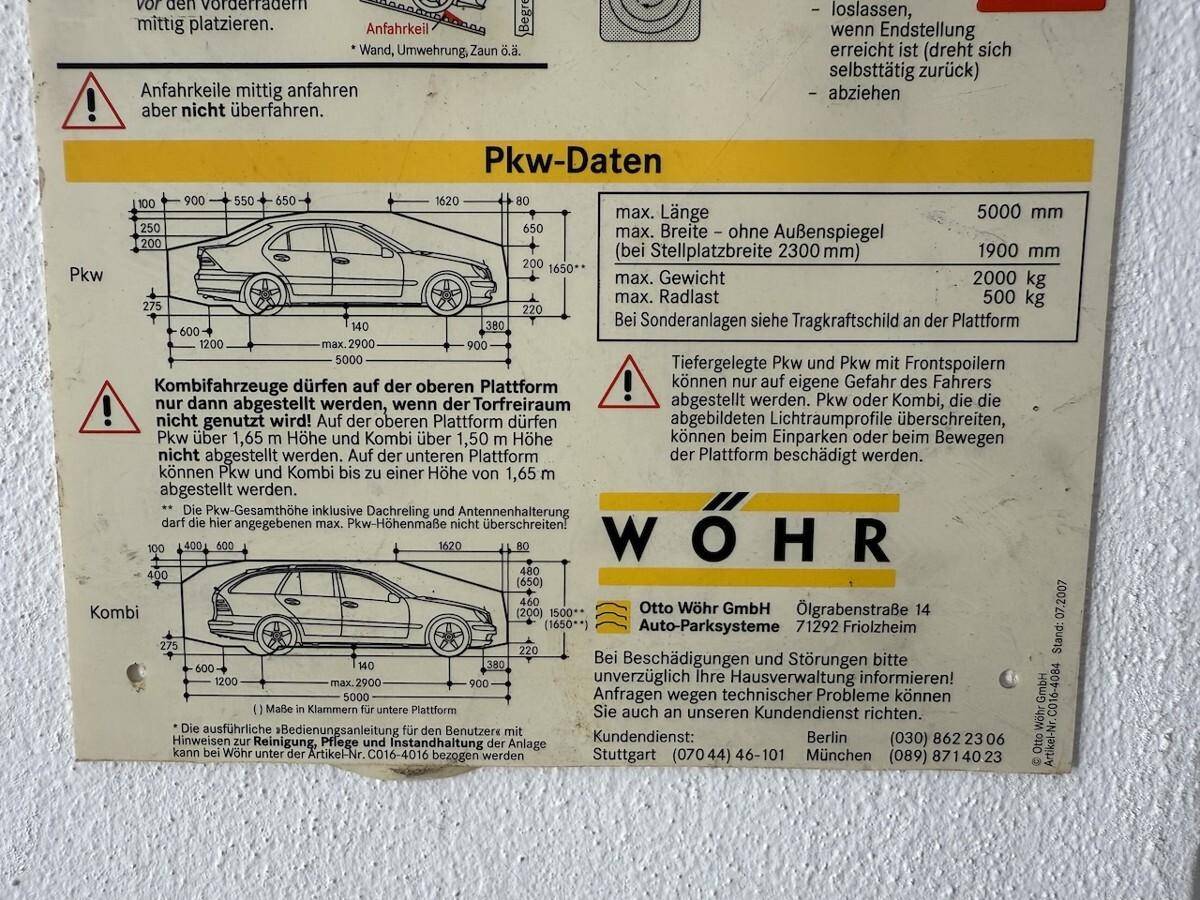 vor den Vorderrädern
mittig platzieren.
Anfahrkeil
* Wand, Umwehrung, Zaun ö.ä.
- loslassen,
wenn Endstellung
erreicht ist (dreht sich
selbsttätig zurück)
- abziehen
Anfahrkeile mittig anfahren
aber nicht überfahren.
Pkw-Daten
100 900 550 650 1620 80
250
200
650
200 1650**
Pkw
275
220
600 140 380
1200 max. 2900 900
5000
max. Länge 5000 mm
max. Breite - ohne Außenspiegel
(bei Stellplatzbreite 2300 mm) 1900 mm
max. Gewicht 2000 kg
max. Radlast 500 kg
Bei Sonderanlagen siehe Tragkraftschild an der Plattform
Kombifahrzeuge dürfen auf der oberen Plattform
nur dann abgestellt werden, wenn der Torfreiraum
nicht genutzt wird! Auf der oberen Plattform dürfen
Pkw über 1,65 m Höhe und Kombi über 1,50 m Höhe
nicht abgestellt werden. Auf der unteren Plattform
können Pkw und Kombi bis zu einer Höhe von 1,65 m
abgestellt werden.
** Die Pkw-Gesamthöhe inklusive Dachreling und Antennenhalterung
darf die hier angegebenen max. Pkw-Höhenmaße nicht überschreiten!
Tiefergelegte Pkw und Pkw mit Frontspoilern
können nur auf eigene Gefahr des Fahrers
abgestellt werden. Pkw oder Kombi, die die
abgebildeten Lichtraumprofile überschreiten,
können beim Einparken oder beim Bewegen
der Plattform beschädigt werden.
100 400 600 1620 80
400
480
(650)
460
(200)
1500**
(1650**)
Kombi
275
220
600 140 380
1200 max. 2900 900
5000
( ) Maße in Klammern für untere Plattform
* Die ausführliche »Bedienungsanleitung für den Benutzer« mit
Hinweisen zur Reinigung, Pflege und Instandhaltung der Anlage
kann bei Wöhr unter der Artikel-Nr. C016-4016 bezogen werden
WÖHR
Otto Wöhr GmbH Ölgrabenstraße 14
Auto-Parksysteme 71292 Friolzheim
Bei Beschädigungen und Störungen bitte
unverzüglich Ihre Hausverwaltung informieren!
Anfragen wegen technischer Probleme können
Sie auch an unseren Kundendienst richten.
Kundendienst: Berlin (030) 862 23 06
Stuttgart (070 44) 46-101 München (089) 871 40 23
© Otto Wöhr GmbH
Artikel-Nr. C016-4084 Stand: 07.2007